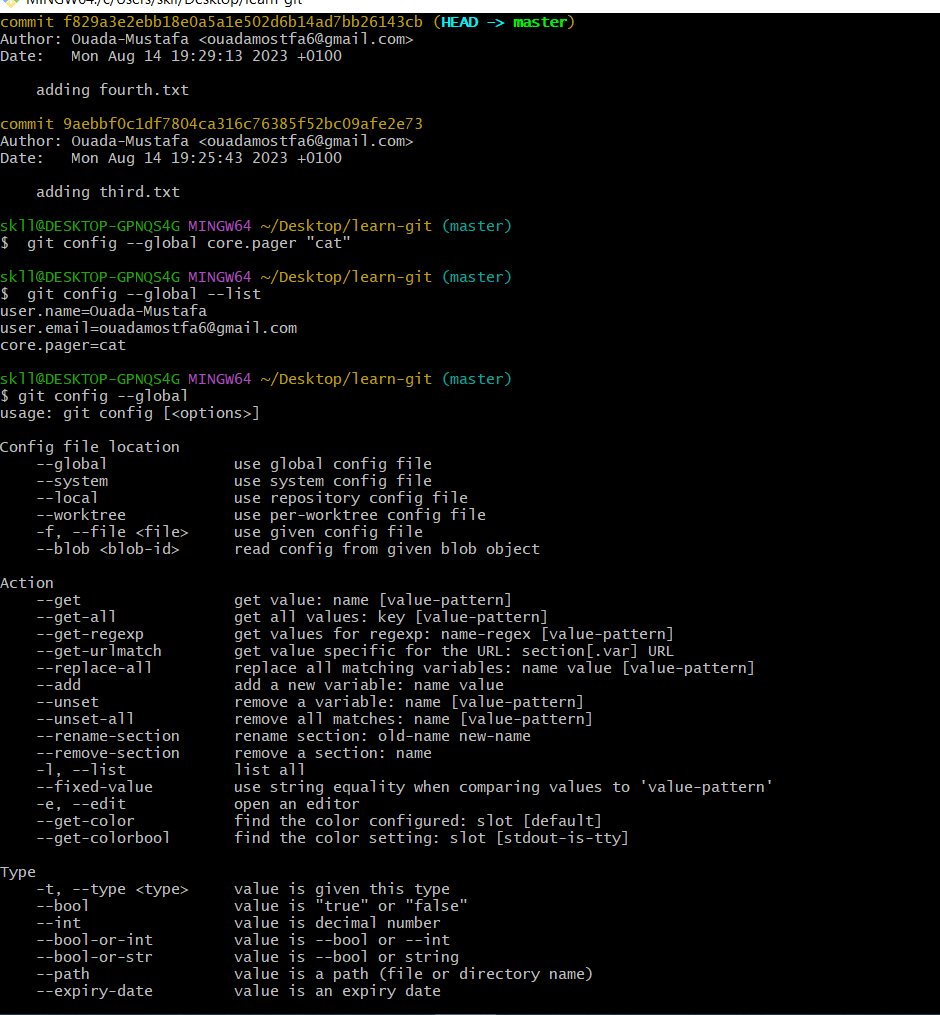 MINGW64:/c/Users/skll/Desktop/learn-git
commit f829a3e2ebb18e0a5a1e502d6b14ad7bb26143cb (HEAD -> master)
Author: Ouada-Mustafa <ouadamostfa6@gmail.com>
Date:   Mon Aug 14 19:29:13 2023 +0100
    adding fourth.txt
commit 9aebbf0c1df7804ca316c76385f52bc09afe2e73
Author: Ouada-Mustafa <ouadamostfa6@gmail.com>
Date:   Mon Aug 14 19:25:43 2023 +0100
    adding third.txt
skll@DESKTOP-GPNQS4G MINGW64 ~/Desktop/learn-git (master)
$  git config --global core.pager "cat"
skll@DESKTOP-GPNQS4G MINGW64 ~/Desktop/learn-git (master)
$  git config --global --list
user.name=Ouada-Mustafa
user.email=ouadamostfa6@gmail.com
core.pager=cat
skll@DESKTOP-GPNQS4G MINGW64 ~/Desktop/learn-git (master)
$ git config --global
usage: git config [<options>]
Config file location
    --global              use global config file
    --system              use system config file
    --local               use repository config file
    --worktree            use per-worktree config file
    -f, --file <file>     use given config file
    --blob <blob-id>      read config from given blob object
Action
    --get                 get value: name [value-pattern]
    --get-all             get all values: key [value-pattern]
    --get-regexp          get values for regexp: name-regex [value-pattern]
    --get-urlmatch        get value specific for the URL: section[.var] URL
    --replace-all         replace all matching variables: name value [value-pattern]
    --add                 add a new variable: name value
    --unset               remove a variable: name [value-pattern]
    --unset-all           remove all matches: name [value-pattern]
    --rename-section      rename section: old-name new-name
    --remove-section      remove a section: name
    -l, --list            list all
    --fixed-value         use string equality when comparing values to 'value-pattern'
    -e, --edit            open an editor
    --get-color           find the color configured: slot [default]
    --get-colorbool       find the color setting: slot [stdout-is-tty]
Type
    -t, --type <type>     value is given this type
    --bool                value is "true" or "false"
    --int                 value is decimal number
    --bool-or-int         value is --bool or --int
    --bool-or-str         value is --bool or string
    --path                value is a path (file or directory name)
    --expiry-date         value is an expiry date